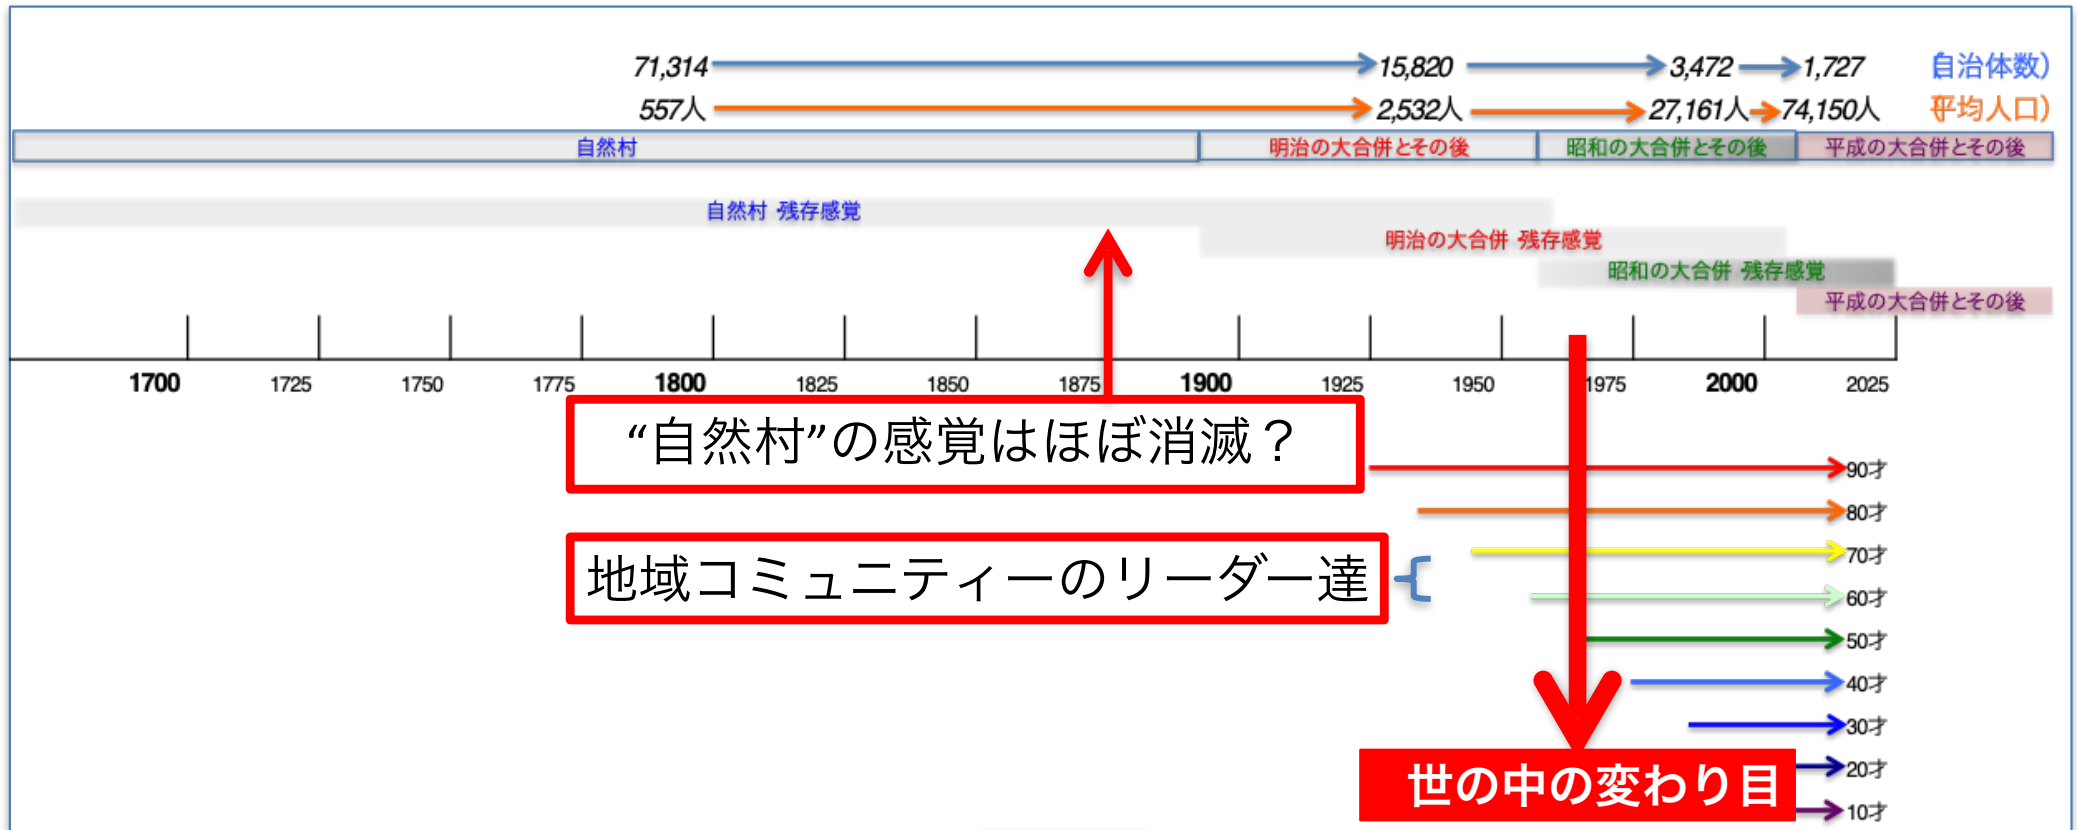 71,314 15,820 3,472 1,727 (自治体数)
557人 2,532人 27,161人 74,150人 (平均人口)
自然村 明治の大合併とその後 昭和の大合併とその後 平成の大合併とその後
自然村・残存感覚
明治の大合併・残存感覚
昭和の大合併・残存感覚
平成の大合併とその後
1700 1725 1750 1775 1800 1825 1850 1875 1900 1925 1950 1975 2000 2025
“自然村”の感覚はほぼ消滅？
90才
80才
70才
地域コミュニティーのリーダー達
60才
50才
40才
30才
20才
世の中の変わり目
10才